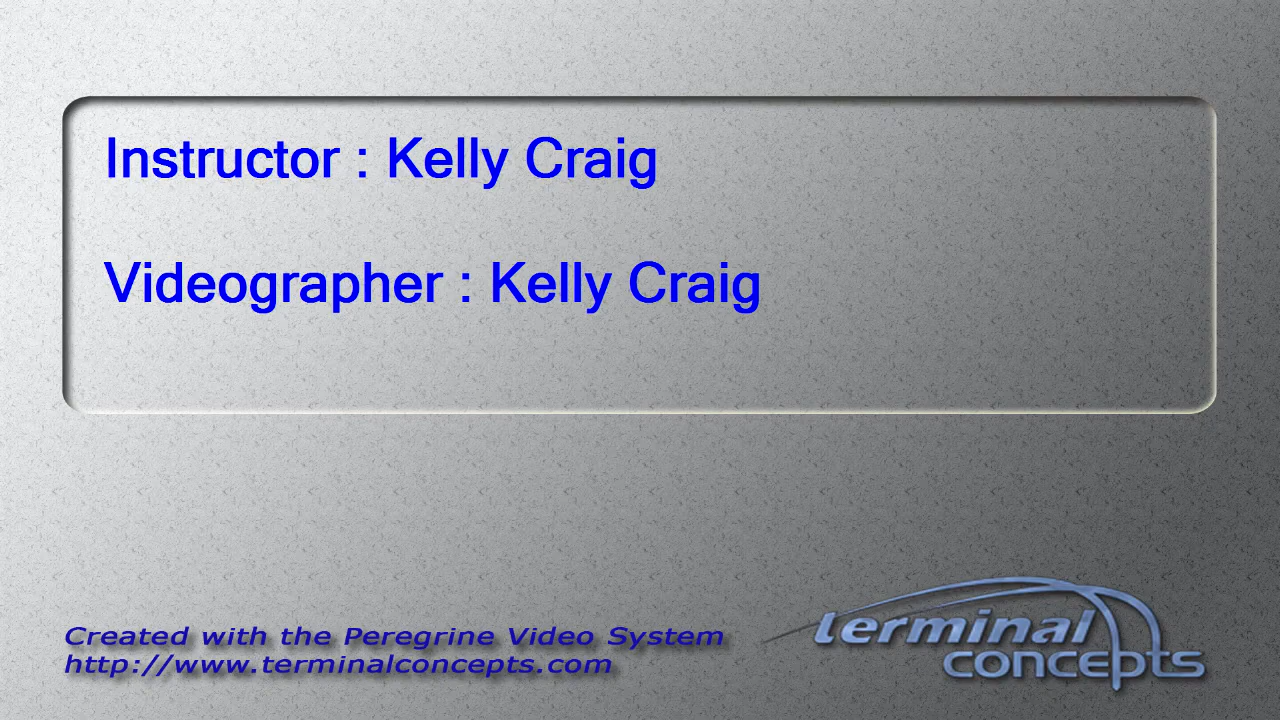 Instructor : Kelly Craig
Videographer : Kelly Craig
Created with the Peregrine Video System
http://www.terminalconcepts.com
terminal
concepts